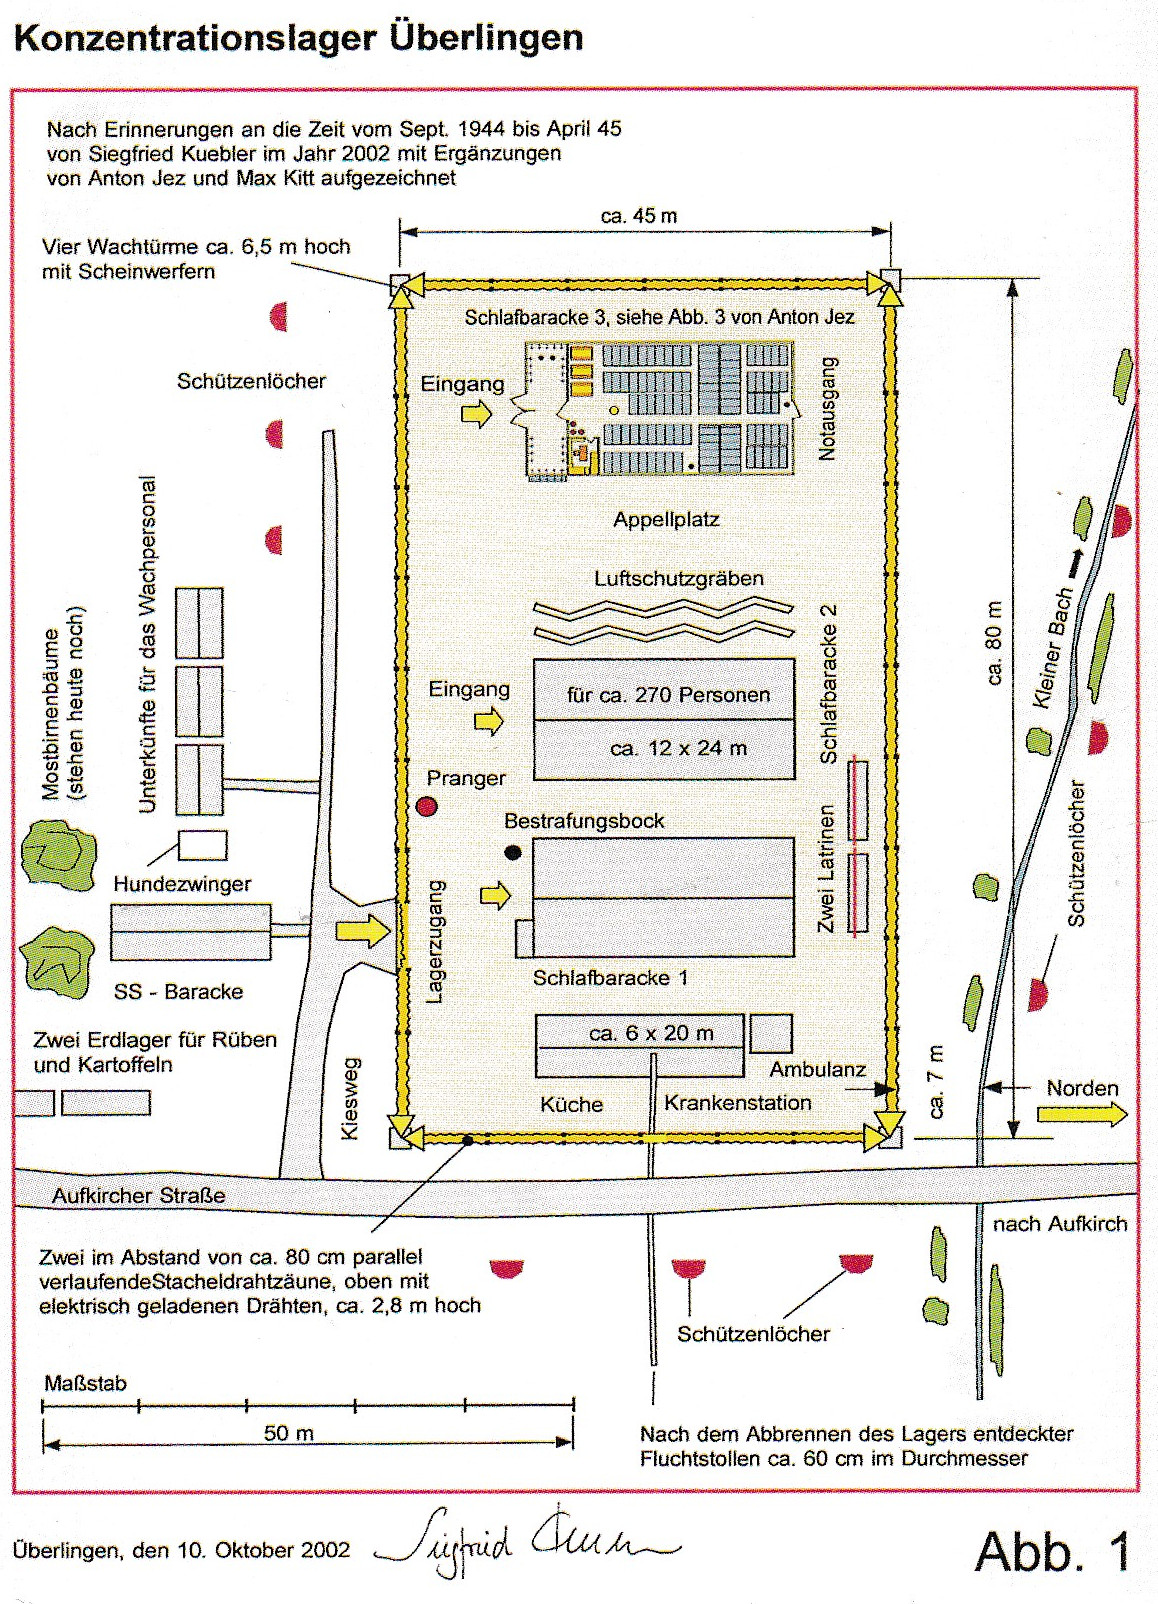 Konzentrationslager Überlingen
Nach Erinnerungen an die Zeit vom Sept. 1944 bis April 45
von Siegfried Kuebler im Jahr 2002 mit Ergänzungen
von Anton Jez und Max Kitt aufgezeichnet
ca. 45 m
Vier Wachtürme ca. 6,5 m hoch
mit Scheinwerfern
Schlafbaracke 3, siehe Abb. 3 von Anton Jez
Schützenlöcher
Eingang
Notausgang
Appellplatz
Luftschutzgräben
Mostbirnenbäume
(stehen heute noch)
Unterkünfte für das Wachpersonal
Eingang
für ca. 270 Personen
ca. 12 x 24 m
Schlafbaracke 2
ca. 80 m
Kleiner Bach
Pranger
Bestrafungsbock
Zwei Latrinen
Schützenlöcher
Hundezwinger
Lagerzugang
Schlafbaracke 1
SS - Baracke
Zwei Erdlager für Rüben
und Kartoffeln
ca. 6 x 20 m
Ambulanz
Kiesweg
Küche
Krankenstation
ca. 7 m
Norden
Aufkircher Straße
nach Aufkirch
Zwei im Abstand von ca. 80 cm parallel
verlaufendeStacheldrahtzäune, oben mit
elektrisch geladenen Drähten, ca. 2,8 m hoch
Schützenlöcher
Maßstab
50 m
Nach dem Abbrennen des Lagers entdeckter
Fluchtstollen ca. 60 cm im Durchmesser
Überlingen, den 10. Oktober 2002
Siegfried
Abb. 1